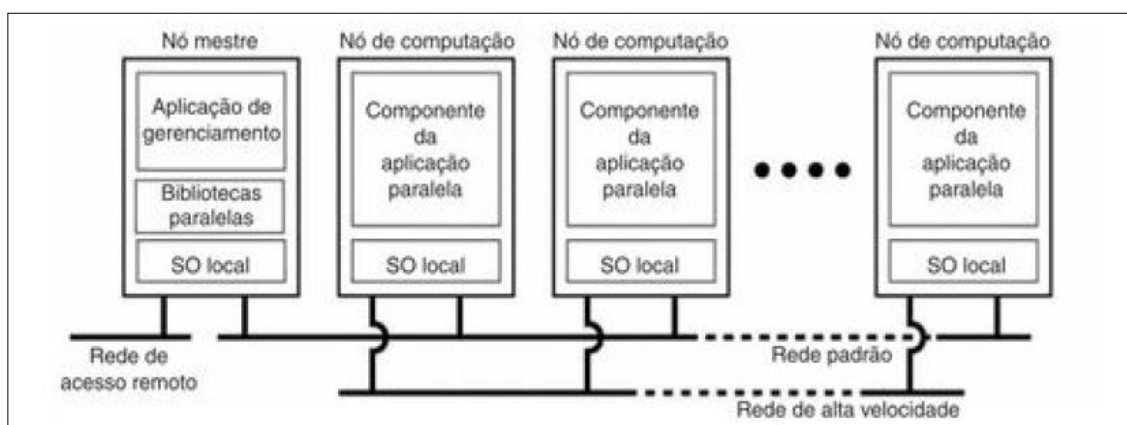 Nó mestre
Nó de computação
Nó de computação
Nó de computação
Aplicação de
gerenciamento
Bibliotecas
paralelas
SO local
Componente
da
aplicação
paralela
SO local
Componente
da
aplicação
paralela
SO local
Componente
da
aplicação
paralela
SO local
Rede de
acesso remoto
Rede padrão
Rede de alta velocidade